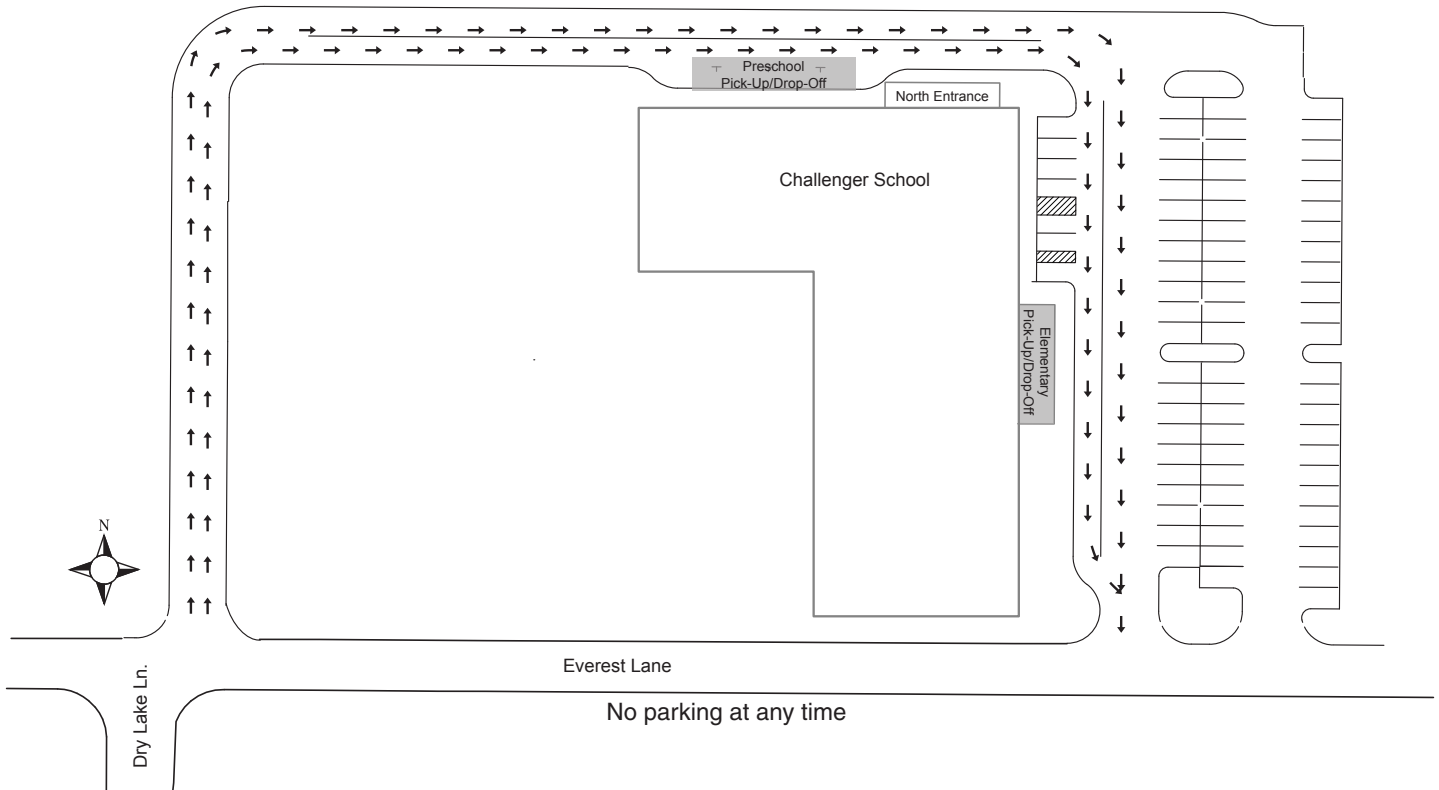 Preschool
Pick-Up/Drop-Off
North Entrance
Challenger School
Elementary
Pick-Up/Drop-Off
N
Everest Lane
Dry Lake Ln.
No parking at any time